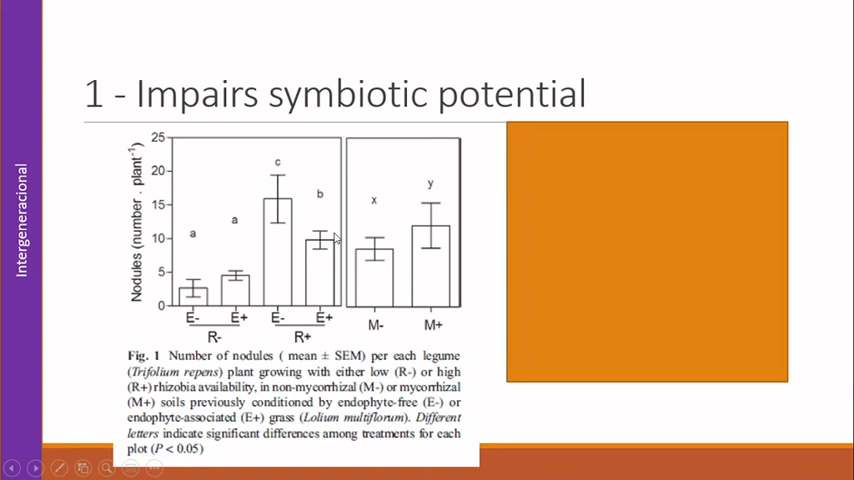 1 - Impairs symbiotic potential
Intergeneracional
Nodules (number . plant-1)
25
20
15
10
5
0
a
a
c
b
x
y
E-
E+
E-
E+
R-
R+
M-
M+
Fig. 1 Number of nodules ( mean ± SEM) per each legume
(Trifolium repens) plant growing with either low (R-) or high
(R+) rhizobia availability, in non-mycorrhizal (M-) or mycorrhizal
(M+) soils previously conditioned by endophyte-free (E-) or
endophyte-associated (E+) grass (Lolium multiflorum). Different
letters indicate significant differences among treatments for each
plot (P < 0.05)